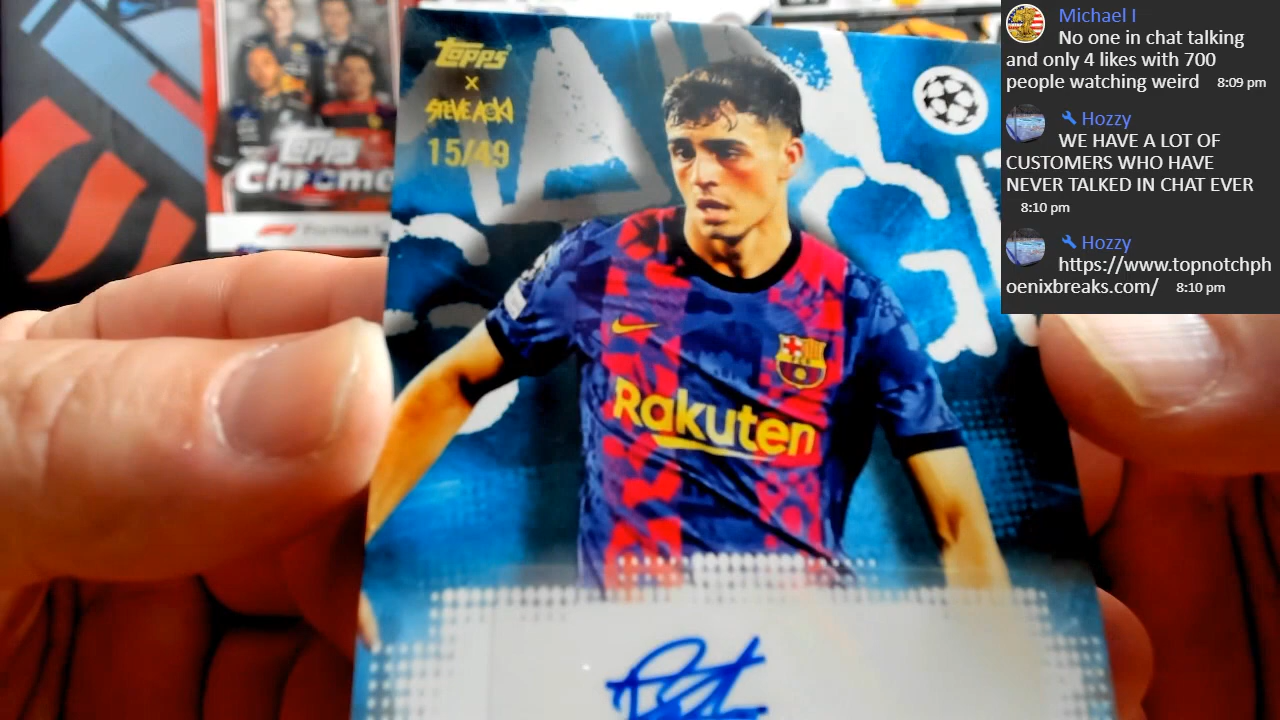 Topps
x
STEVE AOKI
15/49
Rakuten
FCB
Topps
Chrome
Formula
Michael I
No one in chat talking
and only 4 likes with 700
people watching weird 8:09 pm
Hozzy
WE HAVE A LOT OF
CUSTOMERS WHO HAVE
NEVER TALKED IN CHAT EVER
8:10 pm
Hozzy
https://www.topnotchph
oenixbreaks.com/ 8:10 pm